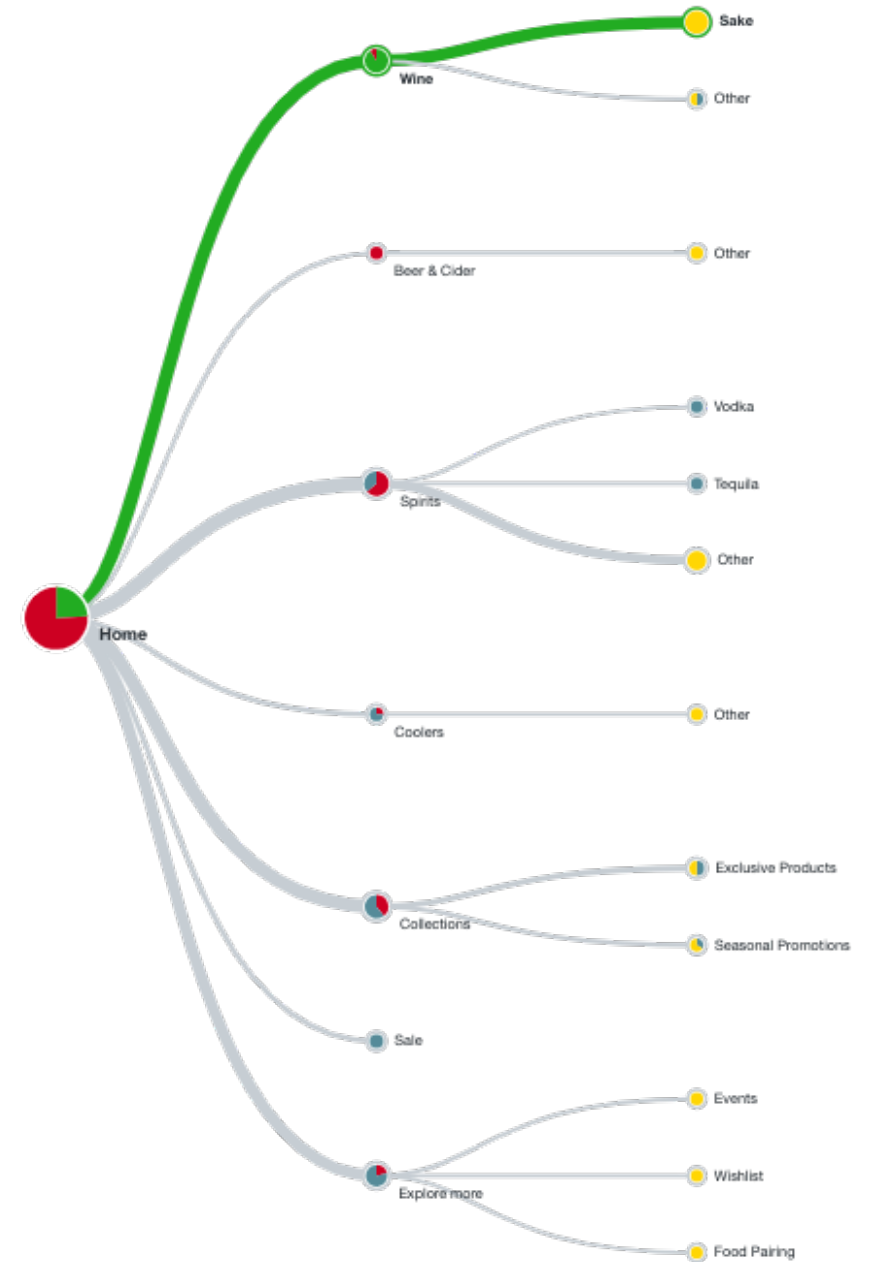 Sake
Wine
Other
Other
Beer & Cider
Vodka
Tequila
Spirits
Other
Home
Other
Coolers
Exclusive Products
Collections
Seasonal Promotions
Sale
Events
Wishlist
Explore more
Food Pairing